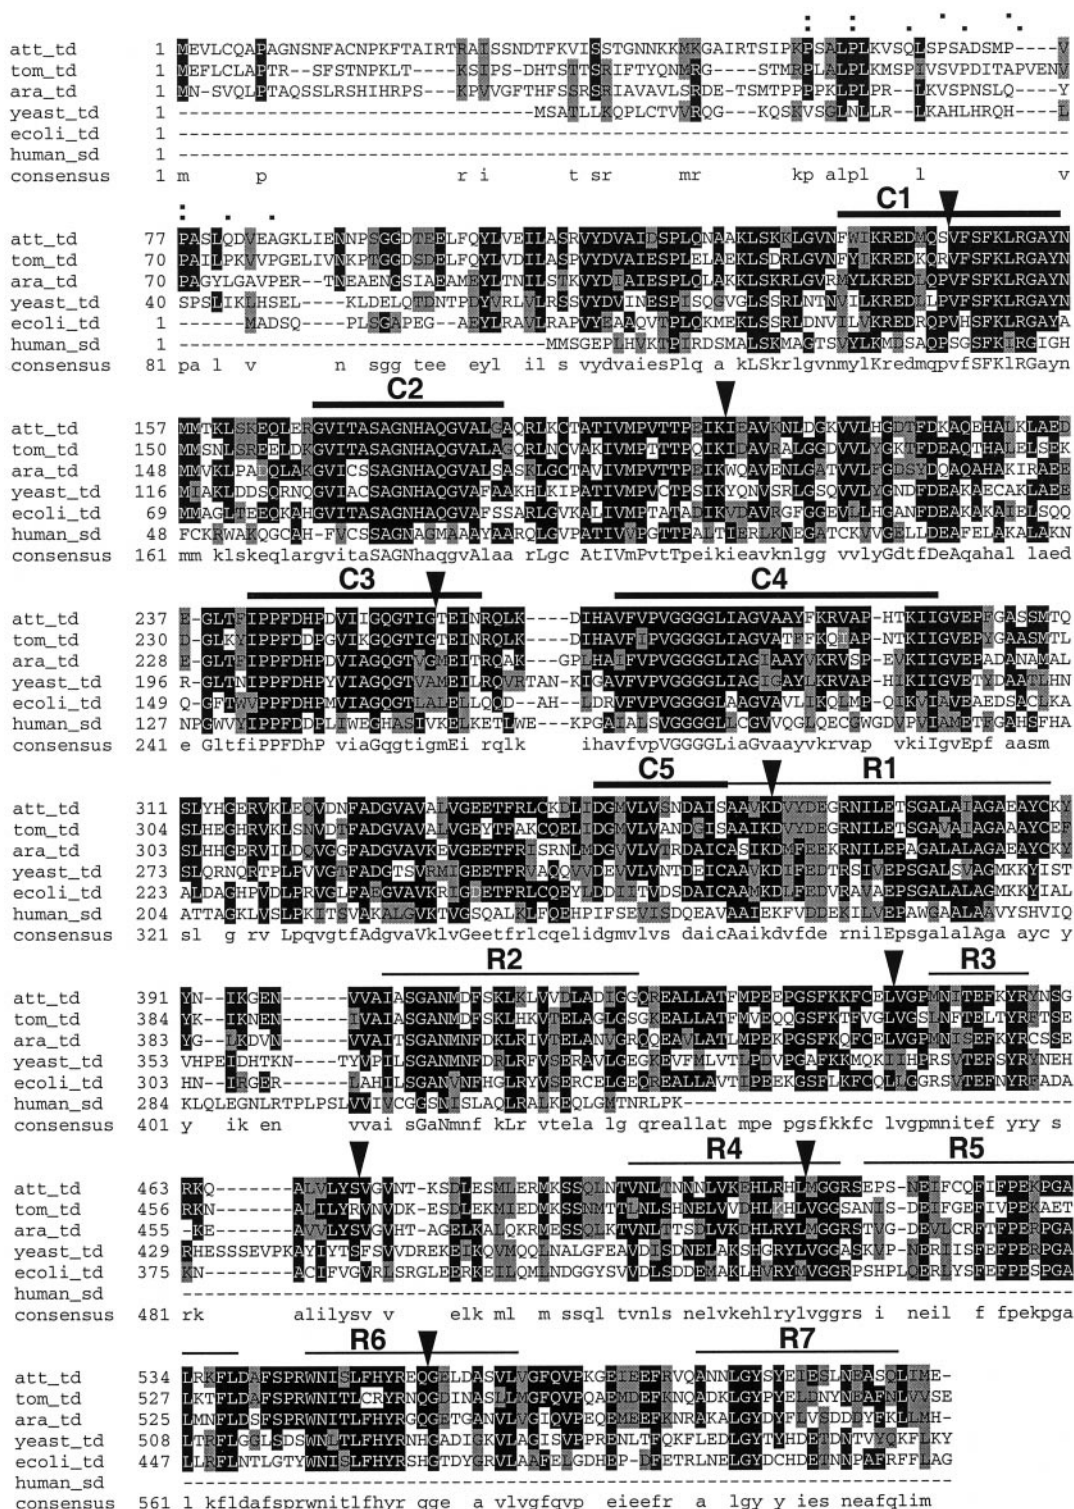 att_td 1 MEVLCQAPAGNSNFACNPKFTAIRTRAISSNDTFKVISSTGNNKKMKGAIRTSIPKPSALPLKVSQLSPSADSMP----V
tom_td 1 MEFLCLAPTR--SFSTNPKLT-----KSIPS-DHTSTTSRIFTYQNMRG----STMRPLALPLKMSPIVSVPDITAPVENV
ara_td 1 MN-SVQLPTAQSSLRSHIHRPS----KPVVGFTHFSSRSRIAVAVLSRDE-TSMTPPPPKLPLPR--LKVSPNSLQ----Y
yeast_td 1 --------------------------------MSATLLKQPLCTVVRQG---KQSKVSGLNLLR--LKAHLHRQH----L
ecoli_td 1 --------------------------------------------------------------------------------
human_sd 1 --------------------------------------------------------------------------------
consensus 1 m p r i t sr mr kp alpl l v
C1
att_td 77 PASLQDVEAGKLIENNPSGGDTEELFQYLVEILASRVYDVAIDSPLQNAAKLSKKLGVNFWIKREDMQSVFSFKLRGAYN
tom_td 70 PAILPKVVPGELIVNKPTGGDSDELFQYLVDILASPVYDVAIESPLELAEKLSDRLGVNFYIKREDKQRVFSFKLRGAYN
ara_td 70 PAGYLGAVPER--TNEAENGSIAEAMEYLTNILSTKVYDIAIESPLQLAKKLSKRLGVRMYLKREDLQPVFSFKLRGAYN
yeast_td 40 SPSLIKLHSEL----KLDELQTDNTPDYVRLVLRSSVYDVINESPISQGVGLSSRLNTNVILKREDLLPVFSFKLRGAYN
ecoli_td 1 ------MADSQ----PLSGAPEG--AEYLRAVLRAPVYEAAQVTPLQKMEKLSSRLDNVILVKREDRQPVHSFKLRGAYA
human_sd 1 ---------------------------------MMSGEPLHVKTPIRDSMALSKMAGTSVYLKMDSAQPSGSFKIRGIGH
consensus 81 pa l v n sgg tee eyl il s vydvaiesPlq a kLSkrlgvnmylKredmqpvfSFKlRGayn
C2
att_td 157 MMTKLSKEQLERGVITASAGNHAQGVALGAQRLKCTATIVMPVTTPEIKIEAVKNLDGKVVLHGDTFDKAQEHALKLAED
tom_td 150 MMSNLSREELDKGVITASAGNHAQGVALAGQRLNCVAKIVMPTTTPQIKIDAVRALGGDVVLYGKTFDEAQTHALELSEK
ara_td 148 MMVKLPADQLAKGVICSSAGNHAQGVALSASKLGCTAVIVMPVTTPEIKWQAVENLGATVVLFGDSYDQAQAHAKIRAEE
yeast_td 116 MIAKLDDSQRNQGVIACSAGNHAQGVAFAAKHLKIPATIVMPVCTPSIKYQNVSRLGSQVVLYGNDFDEAKAECAKLAEE
ecoli_td 69 MMAGLTEEQKAHGVITASAGNHAQGVAFSSARLGVKALIVMPTATADIKVDAVRGFGGEVLLHGANFDEAKAKAIELSQQ
human_sd 48 FCKRWAKQGCAH-FVCSSAGNAGMAAAYAARQLGVPATIVVPGTTPALTIERLKNEGATCKVVGELLDEAFELAKALAKN
consensus 161 mm klskeqlargvitaSAGNhaqgvAlaa rLgc AtIVmPvtTpeikieavknlgg vvlyGdtfDeAqahal laed
C3 C4
att_td 237 E-GLTFIPPFDHPDVIIGQGTIGTEINRQLK----DIHAVFVPVGGGGLIAGVAAYFKRVAP-HTKIIGVEPFGASSMTQ
tom_td 230 D-GLKYIPPFDDPGVIKGQGTIGTEINRQLK----DIHAVFIPVGGGGLIAGVATFFKQIAP-NTKIIGVEPYGAASMTL
ara_td 228 E-GLTFIPPFDHPDVIAGQGTVGMEITRQAK---GPLHAIFVPVGGGGLIAGIAAYVKRVSP-EVKIIGVEPADANAMAL
yeast_td 196 R-GLTNIPPFDHPYVIAGQGTVAMEILRQVRTAN-KIGAVFVPVGGGGLIAGIGAYLKRVAP-HIKIIGVETYDAATLHN
ecoli_td 149 Q-GFTWVPPFDHPMVIAGQGTLALELLQQD--AH--LDRVFVPVGGGGLAAGVAVLIKQLMP-QIKVIAVEAEDSACLKA
human_sd 127 NPGWVYIPPFDDPLIWEGHASIVKELKETLWE--KPGAIALSVGGGGLLCGVVQGLQECGWGDVPVIAMETFGAHSFHA
consensus 241 e GltfiPPFDhP viaGqgtigmEi rqlk ihavfvpVGGGGLiaGvaayvkrvap vkiIgvEpf aasm
C5 R1
att_td 311 SLYHGERVKLEQVDNFADGVAVALVGEETFRLCKDLIDGMVLVSNDAISAAVKDVYDEGRNILETSGALAIAGAEAYCKY
tom_td 304 SLHEGHRVKLSNVDTFADGVAVALVGEYTFAKCQELIDGMVLVANDGISAAIKDVYDEGRNILETSGAVAIAGAAAYCEF
ara_td 303 SLHHGERVILDQVGGFADGVAVKEVGEETFRISRNLMDGVVLVTRDAICASIKDMFEEKRNILEPAGALALAGAEAYCKY
yeast_td 273 SLQRNQRTPLPVVGTFADGTSVRMIGEETFRVAQQVVDEVVLVNTDEICAAVKDIFEDTRSIVEPSGALSVAGMKKYIST
ecoli_td 223 ALDAGHPVDLPRVGLFAEGVAVKRIGDETFRLCQEYLDDIITVDSDAICAAMKDLFEDVRAVAEPSGALALAGMKKYIAL
human_sd 204 ATTAGKLVSLPKITSVAKALGVKTVGSQALKLFQEHPIFSEVISDQEAVAAIEKFVDDEKILVEPAWGAALAAVYSHVIQ
consensus 321 sl g rv Lpqvgtfadgvavklvgeetfrlcqelidgmvlvs daicAaikdvfde rnilEpsgalalAga aycy
R2 R3
att_td 391 YN--IKGEN------VVAIASGANMDFSKLKLVVDLADIGGQREALLATFMPEEPGSFKKFCELVGPMNITEFKYRYNSG
tom_td 384 YK--IKNEN------IVAIASGANMDFSKLHKVTELAGLGSGKEALLATFMVEQQGSFKTFVGLVGSLNFTELTYRFTSE
ara_td 383 YG--LKDVN------VVAITSGANMNFDKLRIVTELANVGRQQEAVLATLMPEKPGSFKQFCELVGPMNISEFKYRCSSE
yeast_td 353 VHPEIDHTKN----TYVPILSGANMNFDRLRFVSERAVLGEGKEVFMLVTLPDVPGAFKKMQKIIHPRSVTEFSYRYNEH
ecoli_td 303 HN--IRGER------LAHILSGANVNFHGLRYVSERCELGEQREALLAVTIPEEKGSFLKFCQLLGGRSVTEFNYRFADA
human_sd 284 KLQLEGNLRTPLPSLVVIVCGGSNISLAQLRALKEQLGMTNRLPK-----------------------------------
consensus 401 y ik en vvai sGaNmnf kLr vtela lg qreallat mpe pgsfkkfc lvgpmnitef yry s
R4 R5
att_td 463 RKQ-------ALVLYSVGVNT-KSDLESMLERMKSSQLNTVNLTNNNLVKEHLRHLMGGRSEPS-NEIFCQFIFPEKPGA
tom_td 456 RKN-------ALILYRVNVDK-ESDLEKMIEDMKSSNMTTLNLSHNELVVDHLKHLVGGSANIS-DEIFGEFIVPEKAET
ara_td 455 -KE-------AVVLYSVGVHT-AGELKALQKRMESSQLKTVNLTTSDLVKDHLRYLMGGRSTVG-DEVLCRFTFPERPGA
yeast_td 429 RHESSSEVPKAYIYTSFSVVDREKEIKQVMQQLNALGFEAVDISDNELAKSHGRYLVGGASKVP-NERIISFEFPERPGA
ecoli_td 375 KN--------ACIFVGVRLSRGLEERKEILQMLNDGGYSVVDLSDDEMAKLHVRYMVGGRPSHPLQERLYSFEFPESPGA
human_sd --------------------------------------------------------------------------------
consensus 481 rk alilysv v elk ml m ssql tvnls nelvkehlrylvggrs i neil f fpekpga
R6 R7
att_td 534 LRKFLDAFSPRWNISLFHYREQGELDASVLVGFQVPKGEIEEFRVQANNLGYSYEIESLNEASQLIME-
tom_td 527 LKTFLDAFSPRWNITLCRYRNQGDINASLLMGFQVPQAEMDEFKNQADKLGYPYELDNYNEAFNLVVSE
ara_td 525 LMNFLDSFSPRWNITLFHYRGQGETGANVLVGIQVPEQEMEEFKNRAKALGYDYFLVSDDDYFKLLMH-
yeast_td 508 LTRFLGGLSDSWNLTLFHYRNHGADIGKVLAGISVPPRENLTFQKFLEDLGYTYHDETDNTVYQKFLKY
ecoli_td 447 LLRFLNTLGTYWNISLFHYRSHGTDYGRVLAAFELGDHEP-DFETRLNELGYDCHDETNNPAFRFFLAG
human_sd ---------------------------------------------------------------------
consensus 561 l kfldafsprwnitlfhyr qge a vlvgfqvp eieefr a lgy y ies neafqlim